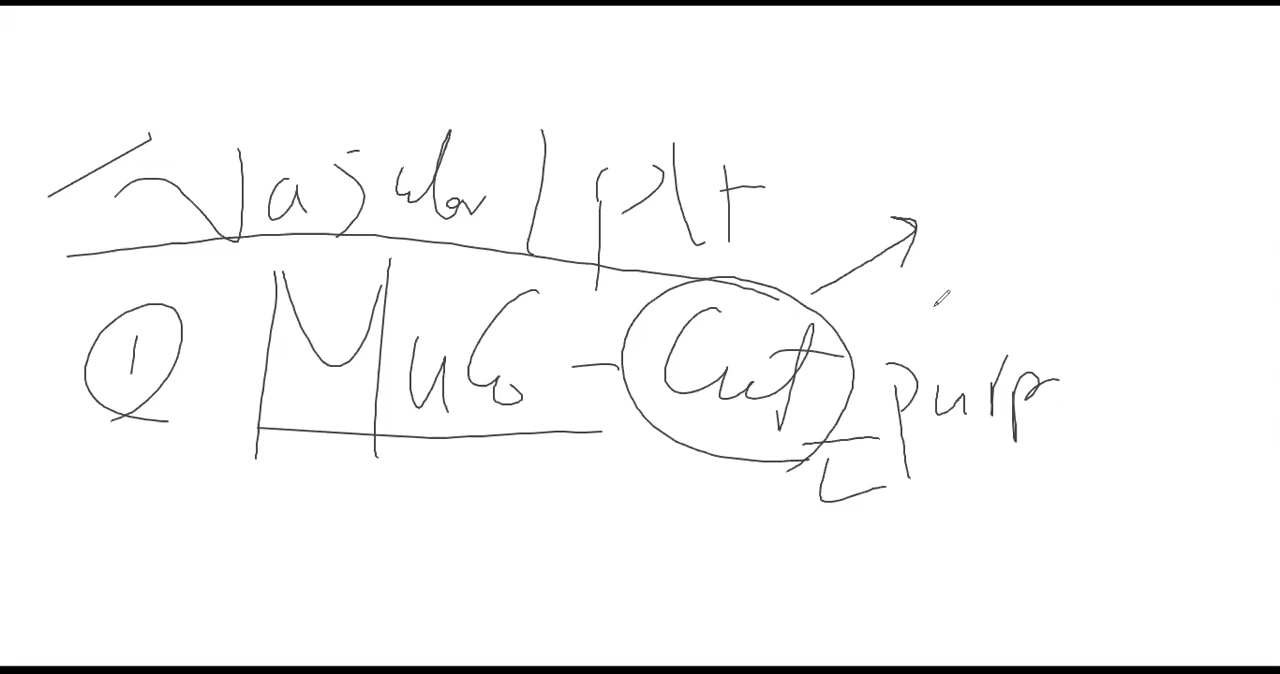 Vascular / plt
① Muco - Cut purp